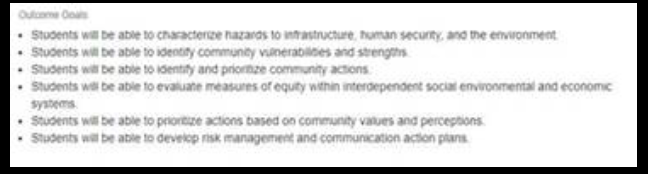 Outcome Goals
• Students will be able to characterize hazards to infrastructure, human security, and the environment.
• Students will be able to identify community vulnerabilities and strengths.
• Students will be able to identify and prioritize community actions.
• Students will be able to evaluate measures of equity within interdependent social environmental and economic
systems.
• Students will be able to prioritize actions based on community values and perceptions.
• Students will be able to develop risk management and communication action plans.